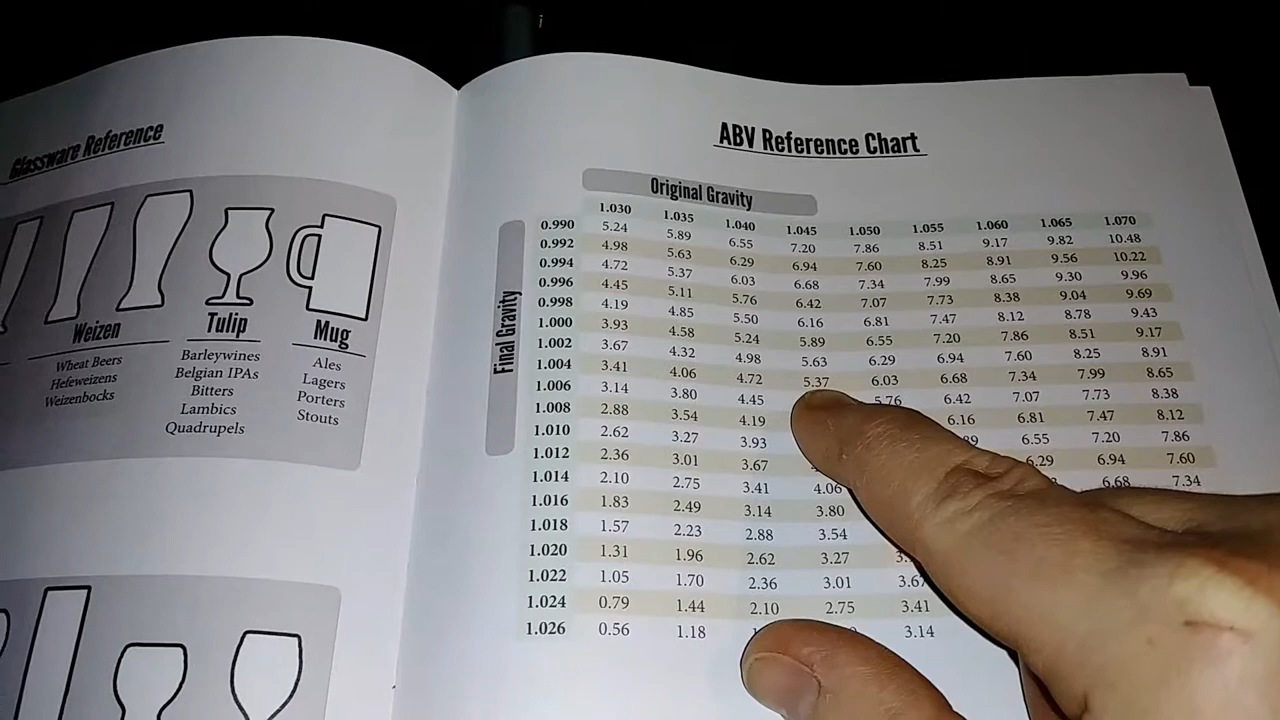 Glassware Reference
Weizen
Wheat Beers
Hefeweizens
Weizenbocks
Tulip
Barleywines
Belgian IPAs
Bitters
Lambics
Quadrupels
Mug
Ales
Lagers
Porters
Stouts
ABV Reference Chart
Original Gravity
Final Gravity
1.030 1.035 1.040 1.045 1.050 1.055 1.060 1.065 1.070
0.990 5.24 5.89 6.55 7.20 7.86 8.51 9.17 9.82 10.48
0.992 4.98 5.63 6.29 6.94 7.60 8.25 8.91 9.56 10.22
0.994 4.72 5.37 6.03 6.68 7.34 7.99 8.65 9.30 9.96
0.996 4.45 5.11 5.76 6.42 7.07 7.73 8.38 9.04 9.69
0.998 4.19 4.85 5.50 6.16 6.81 7.47 8.12 8.78 9.43
1.000 3.93 4.58 5.24 5.89 6.55 7.20 7.86 8.51 9.17
1.002 3.67 4.32 4.98 5.63 6.29 6.94 7.60 8.25 8.91
1.004 3.41 4.06 4.72 5.37 6.03 6.68 7.34 7.99 8.65
1.006 3.14 3.80 4.45 5.76 6.42 7.07 7.73 8.38
1.008 2.88 3.54 4.19 6.16 6.81 7.47 8.12
1.010 2.62 3.27 3.93 6.55 7.20 7.86
1.012 2.36 3.01 3.67 6.29 6.94 7.60
1.014 2.10 2.75 3.41 4.06 6.68 7.34
1.016 1.83 2.49 3.14 3.80
1.018 1.57 2.23 2.88 3.54
1.020 1.31 1.96 2.62 3.27
1.022 1.05 1.70 2.36 3.01 3.67
1.024 0.79 1.44 2.10 2.75 3.41
1.026 0.56 1.18 3.14